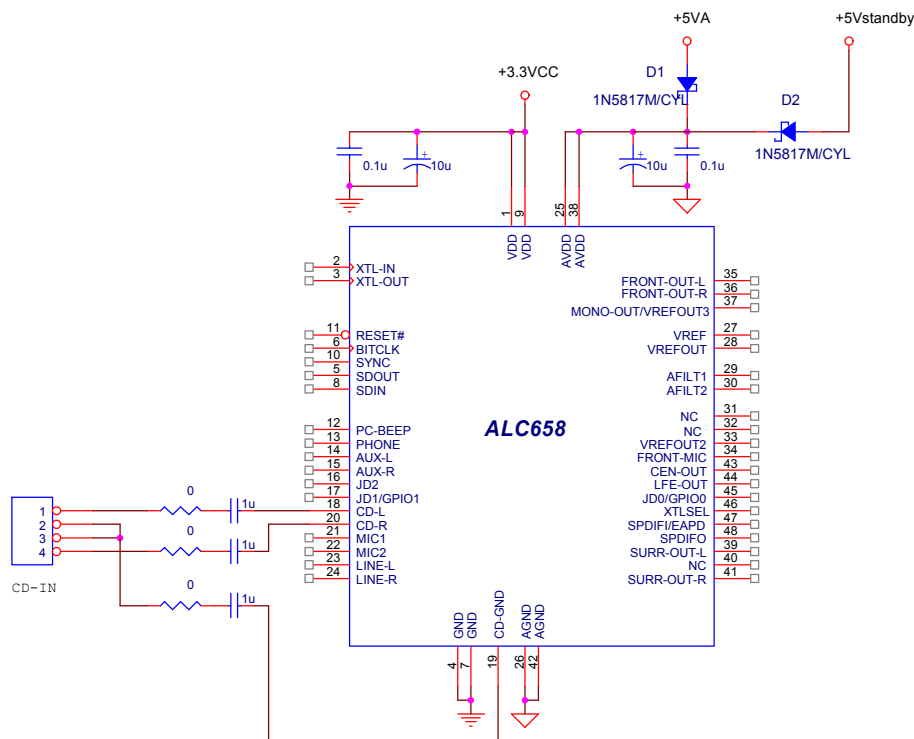 +5VA
+5Vstandby
+3.3VCC
D1
1N5817M/CYL
D2
1N5817M/CYL
0.1u
+
10u
+
10u
0.1u
1
9
25
38
VDD
VDD
AVDD
AVDD
2
XTL-IN
3
XTL-OUT
11
RESET#
6
BITCLK
10
SYNC
5
SDOUT
8
SDIN
12
PC-BEEP
13
PHONE
14
AUX-L
15
AUX-R
16
JD2
17
JD1/GPIO1
18
CD-L
20
CD-R
21
MIC1
22
MIC2
23
LINE-L
24
LINE-R
ALC658
FRONT-OUT-L
35
FRONT-OUT-R
36
MONO-OUT/VREFOUT3
37
VREF
27
VREFOUT
28
AFILT1
29
AFILT2
30
NC
31
NC
32
VREFOUT2
33
FRONT-MIC
34
CEN-OUT
43
LFE-OUT
44
JD0/GPIO0
45
XTLSEL
46
SPDIFI/EAPD
47
SPDIFO
48
SURR-OUT-L
39
NC
40
SURR-OUT-R
41
1
2
3
4
CD-IN
0
1u
0
1u
0
1u
GND
GND
CD-GND
AGND
AGND
4
7
19
26
42